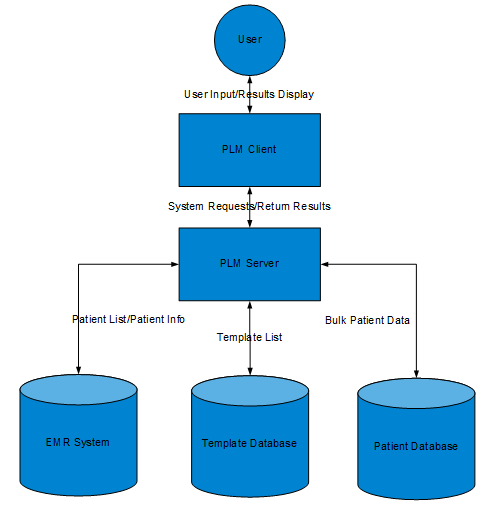 User
User Input/Results Display
PLM Client
System Requests/Return Results
PLM Server
Patient List/Patient Info
Template List
Bulk Patient Data
EMR System
Template Database
Patient Database